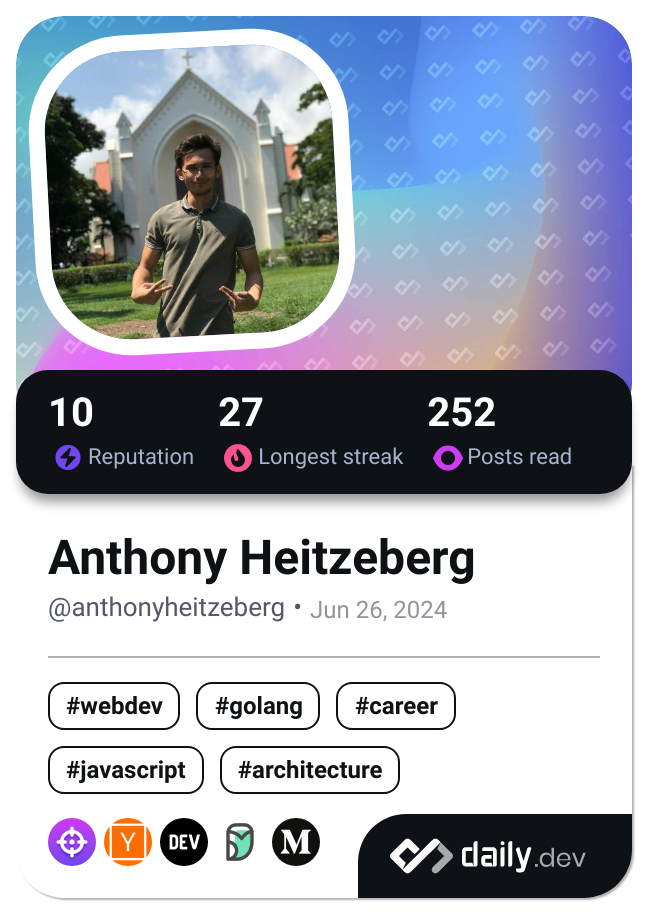 10 27 252
Reputation Longest streak Posts read
Anthony Heitzeberg
@anthonyheitzeberg • Jun 26, 2024
#webdev #golang #career
#javascript #architecture
Y DEV M
daily.dev